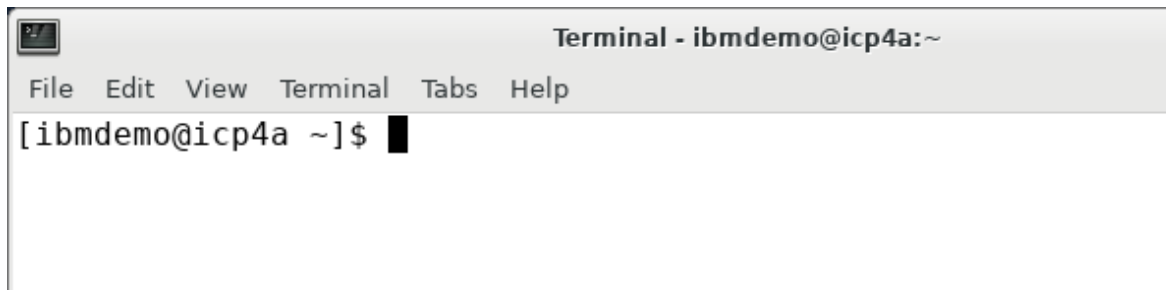 Terminal - ibmdemo@icp4a:~
File Edit View Terminal Tabs Help
[ibmdemo@icp4a ~]$